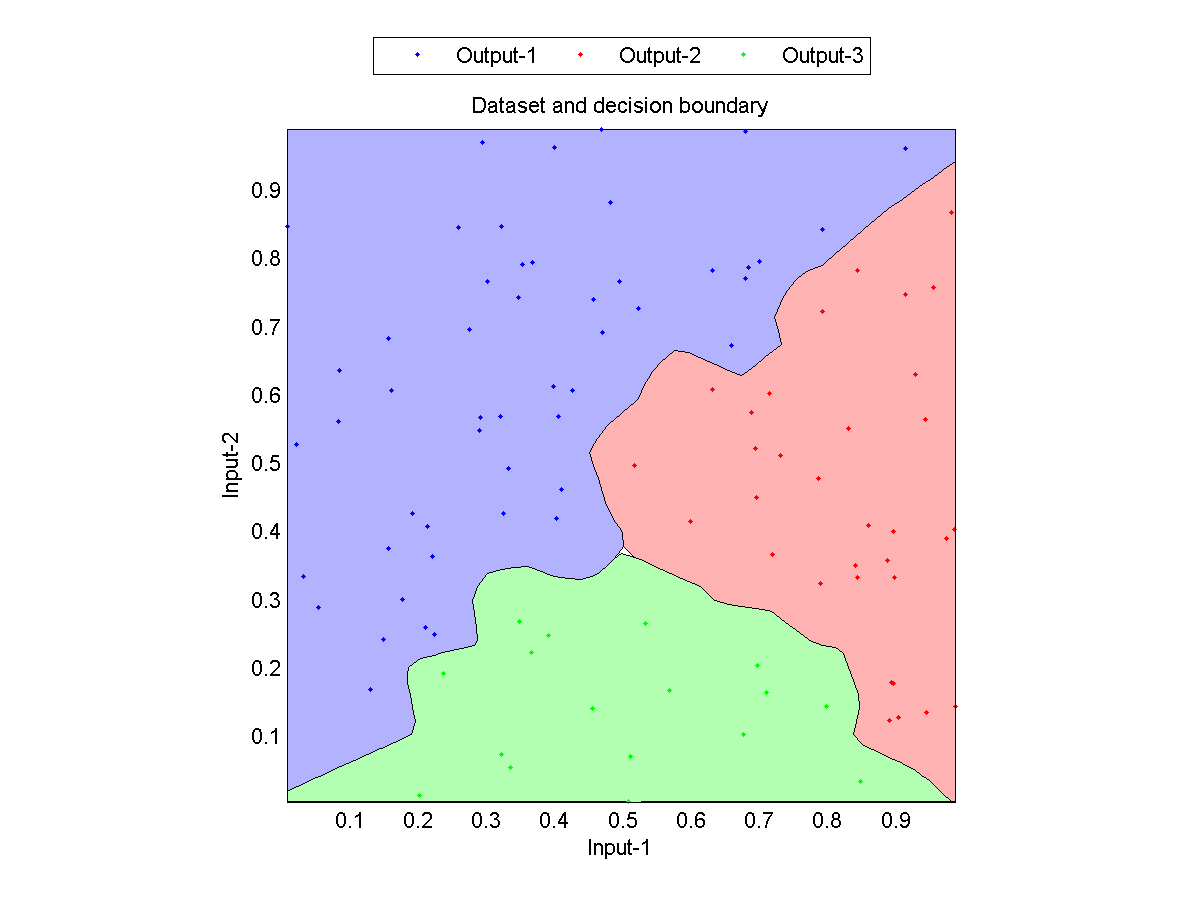 Output-1 Output-2 Output-3
Dataset and decision boundary
0.9
0.8
0.7
0.6
0.5
0.4
0.3
0.2
0.1
Input-2
0.1 0.2 0.3 0.4 0.5 0.6 0.7 0.8 0.9
Input-1